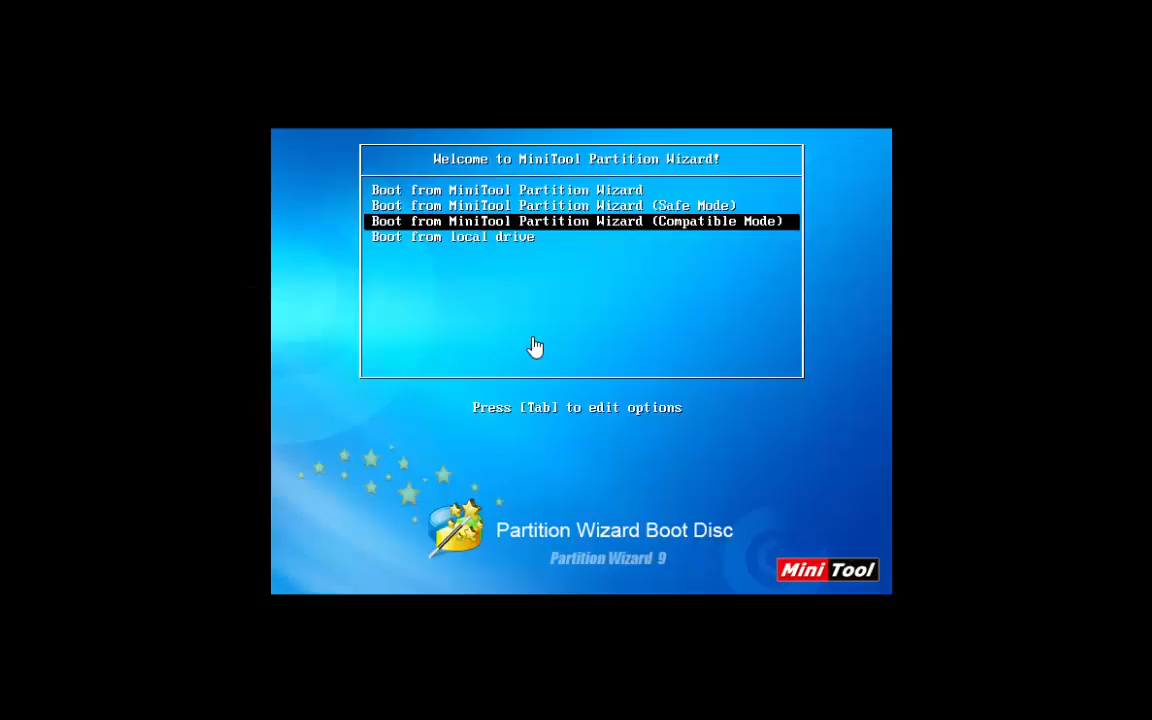 Welcome to MiniTool Partition Wizard!
Boot from MiniTool Partition Wizard
Boot from MiniTool Partition Wizard (Safe Mode)
Boot from MiniTool Partition Wizard (Compatible Mode)
Boot from local drive
Press [Tab] to edit options
Partition Wizard Boot Disc
Partition Wizard 9
Mini Tool